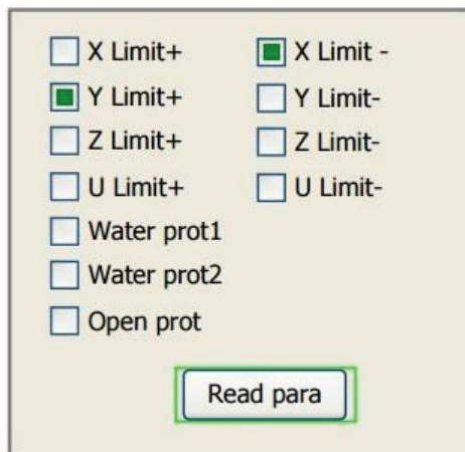 X Limit+ X Limit -
Y Limit+ Y Limit-
Z Limit+ Z Limit-
U Limit+ U Limit-
Water prot1
Water prot2
Open prot
Read para